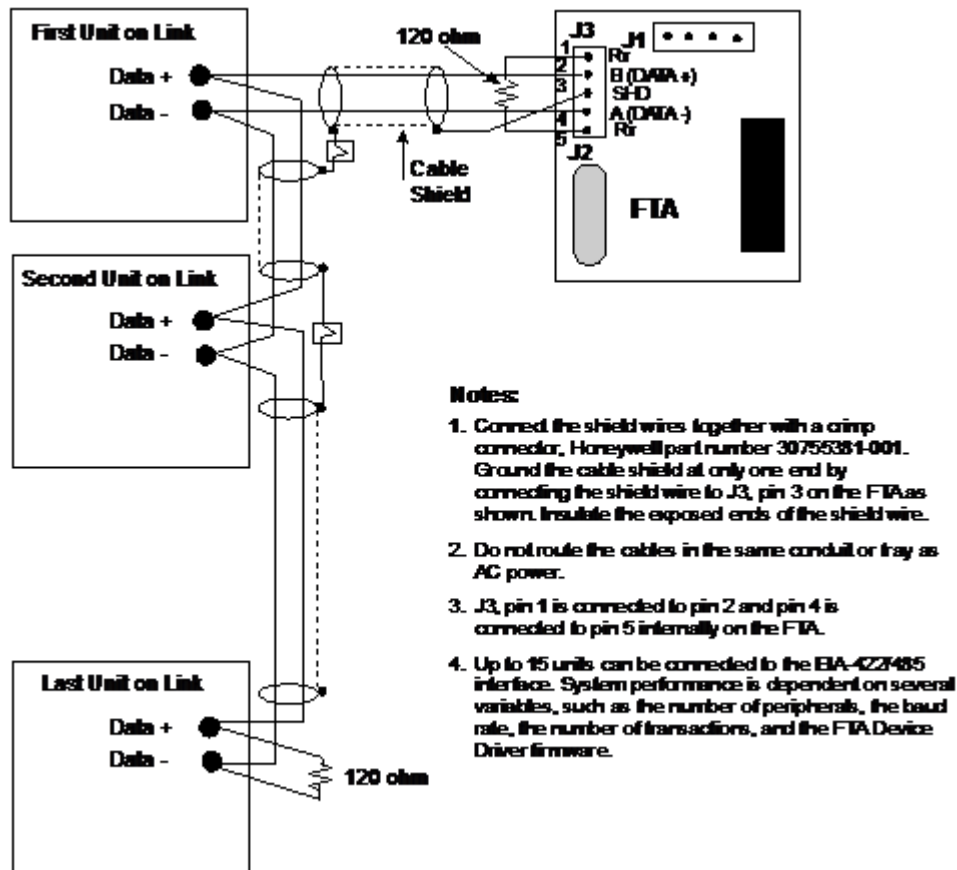 First Unit on Link
Data +
Data -
120 ohm
Cable
Shield
J3
J1
1
2
3
4
5
Rr
B (DATA +)
SHD
A (DATA -)
Rr
J2
FTA
Second Unit on Link
Data +
Data -
Last Unit on Link
Data +
Data -
120 ohm
Notes:
1. Connect the shield wires together with a crimp
connector, Honeywell part number 30755381-001.
Ground the cable shield at only one end by
connecting the shield wire to J3, pin 3 on the FTA as
shown. Insulate the exposed ends of the shield wire.
2. Do not route the cables in the same conduit or tray as
AC power.
3. J3, pin 1 is connected to pin 2 and pin 4 is
connected to pin 5 internally on the FTA.
4. Up to 15 units can be connected to the EIA-422/485
interface. System performance is dependent on several
variables, such as the number of peripherals, the baud
rate, the number of transactions, and the FTA Device
Driver firmware.